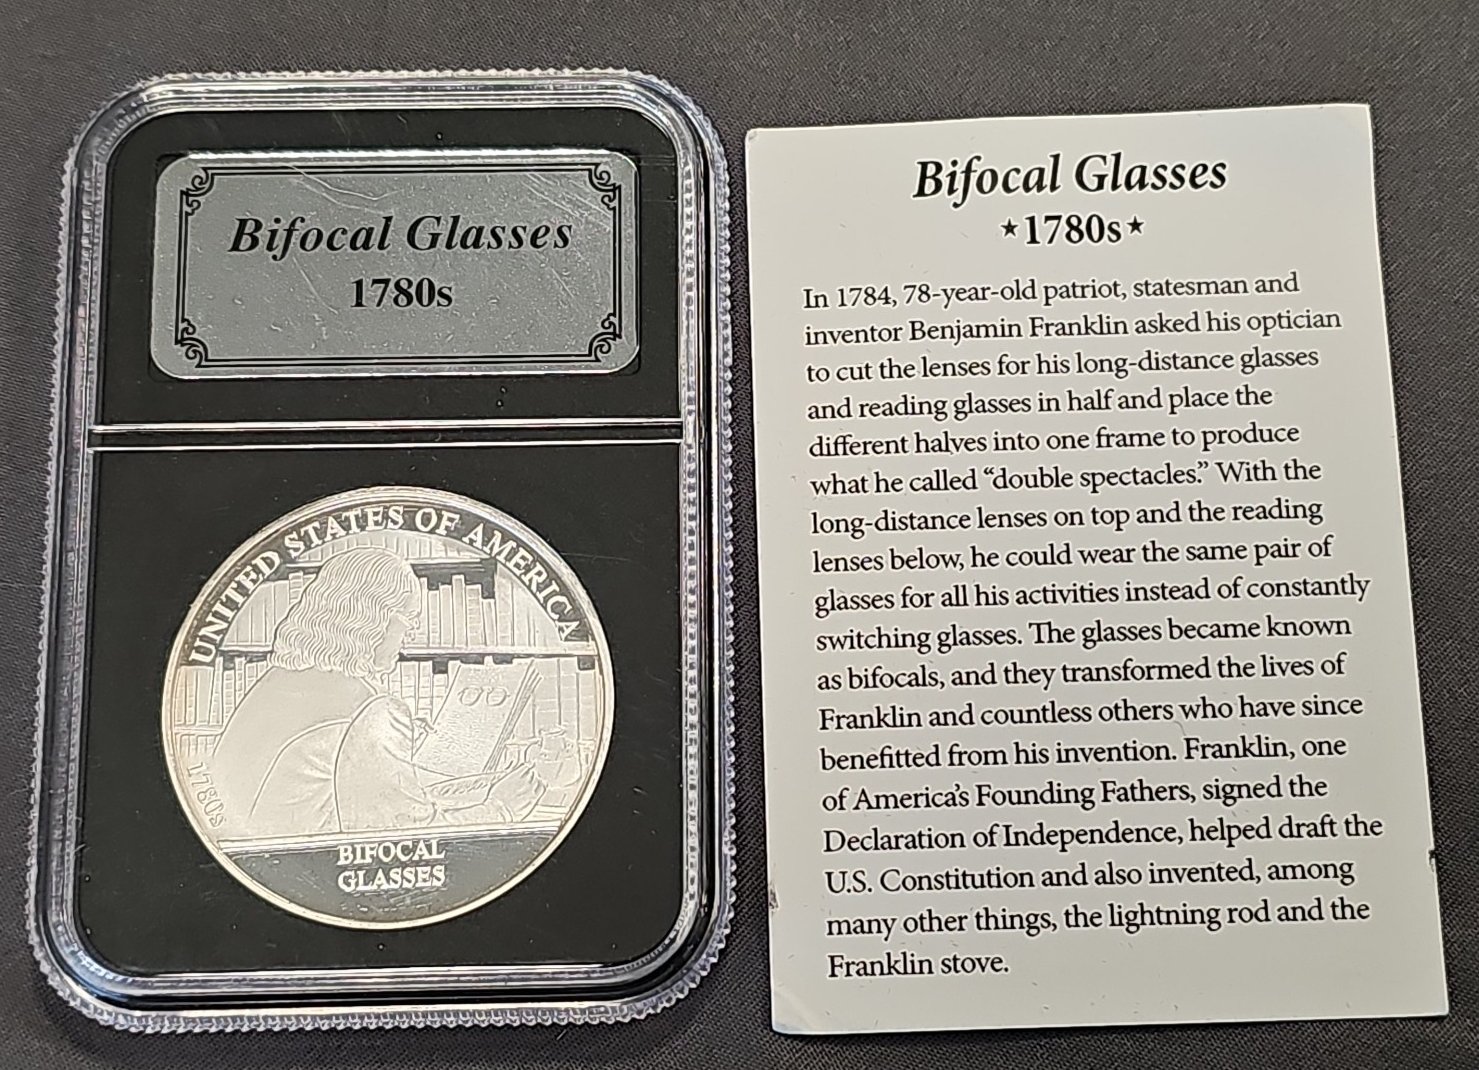 Bifocal Glasses
1780s
UNITED STATES OF AMERICA
1780s
BIFOCAL
GLASSES
Bifocal Glasses
★1780s★
In 1784, 78-year-old patriot, statesman and
inventor Benjamin Franklin asked his optician
to cut the lenses for his long-distance glasses
and reading glasses in half and place the
different halves into one frame to produce
what he called “double spectacles.” With the
long-distance lenses on top and the reading
lenses below, he could wear the same pair of
glasses for all his activities instead of constantly
switching glasses. The glasses became known
as bifocals, and they transformed the lives of
Franklin and countless others who have since
benefitted from his invention. Franklin, one
of America’s Founding Fathers, signed the
Declaration of Independence, helped draft the
U.S. Constitution and also invented, among
many other things, the lightning rod and the
Franklin stove.